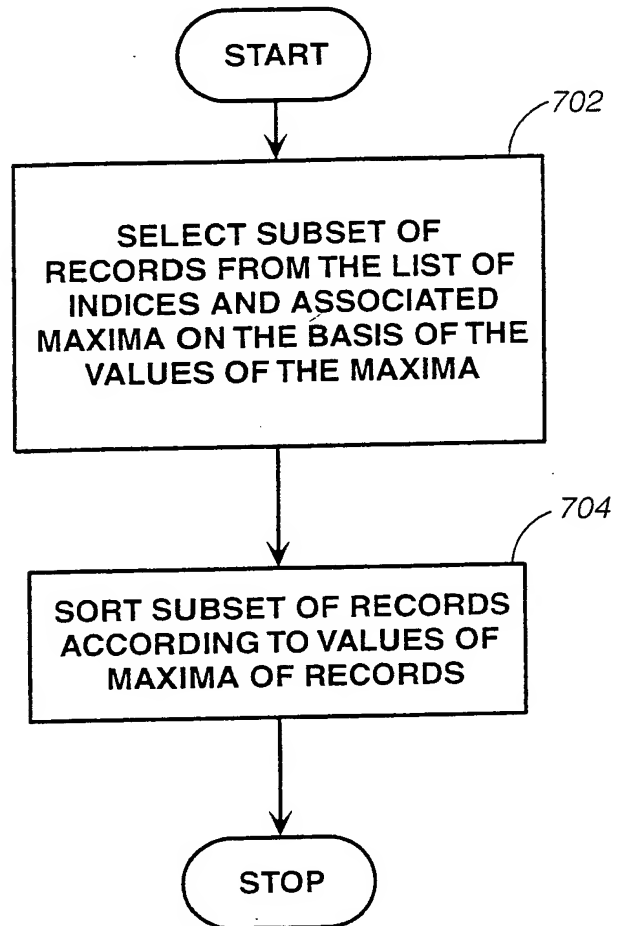 START
702
SELECT SUBSET OF
RECORDS FROM THE LIST OF
INDICES AND ASSOCIATED
MAXIMA ON THE BASIS OF THE
VALUES OF THE MAXIMA
704
SORT SUBSET OF RECORDS
ACCORDING TO VALUES OF
MAXIMA OF RECORDS
STOP